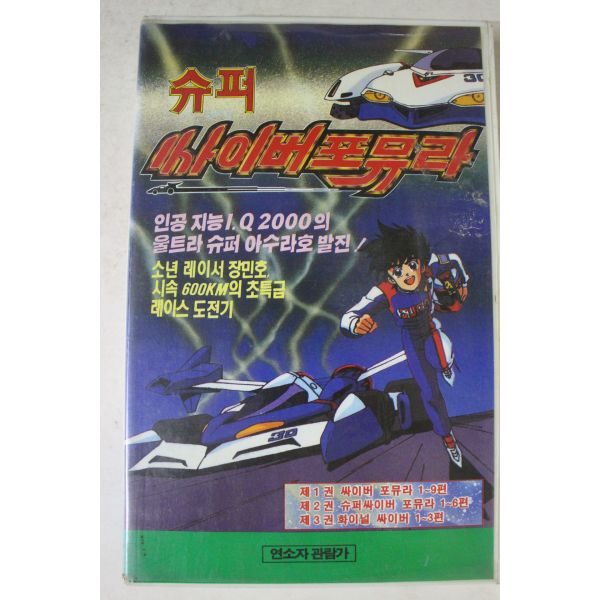 슈퍼
싸이버포뮤라
인공 지능 I.Q 2000의
울트라 슈퍼 아수라호 발진!
소년 레이서 장민호,
시속 600KM의 초특급
레이스 도전기
30
30
제1권 싸이버 포뮤라 1~9편
제2권 슈퍼싸이버 포뮤라 1~6편
제3권 화이널 싸이버 1~3편
연소자 관람가